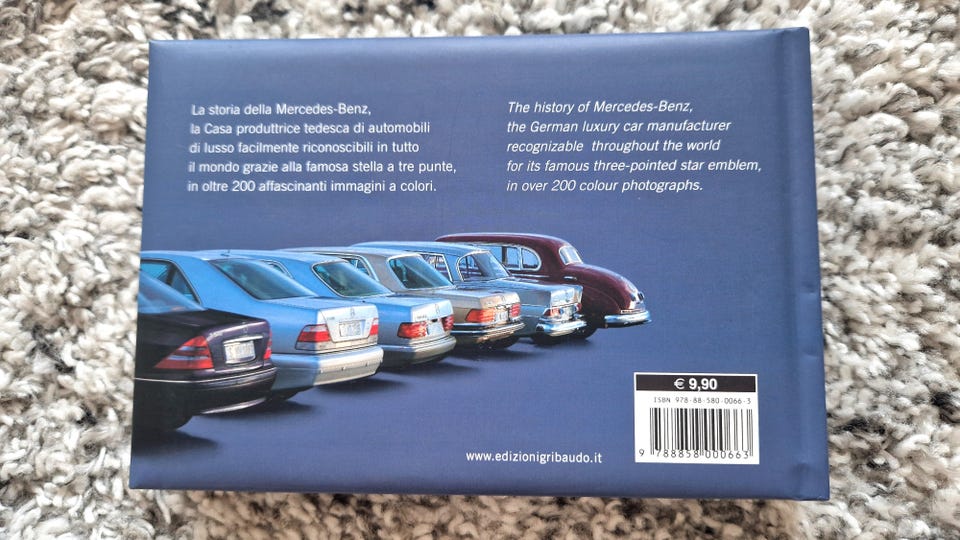 La storia della Mercedes-Benz,
la Casa produttrice tedesca di automobili
di lusso facilmente riconoscibili in tutto
il mondo grazie alla famosa stella a tre punte,
in oltre 200 affascinanti immagini a colori.
The history of Mercedes-Benz,
the German luxury car manufacturer
recognizable throughout the world
for its famous three-pointed star emblem,
in over 200 colour photographs.
€ 9,90
ISBN 978-88-580-0066-3
9 788858 000663
www.edizionigribaudo.it